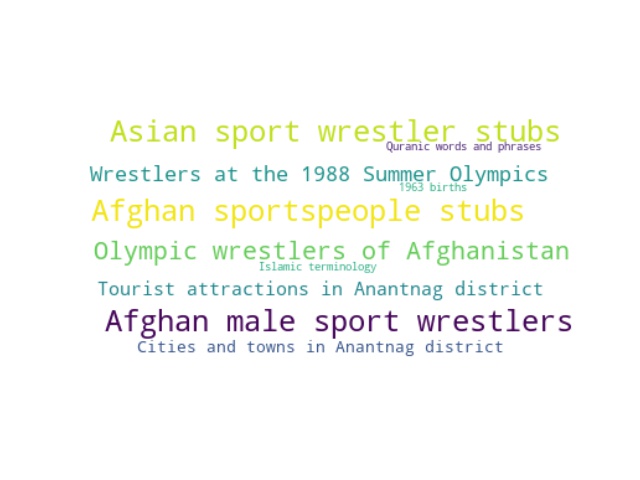 Asian sport wrestler stubs
Quranic words and phrases
Wrestlers at the 1988 Summer Olympics
1963 births
Afghan sportspeople stubs
Olympic wrestlers of Afghanistan
Islamic terminology
Tourist attractions in Anantnag district
Afghan male sport wrestlers
Cities and towns in Anantnag district